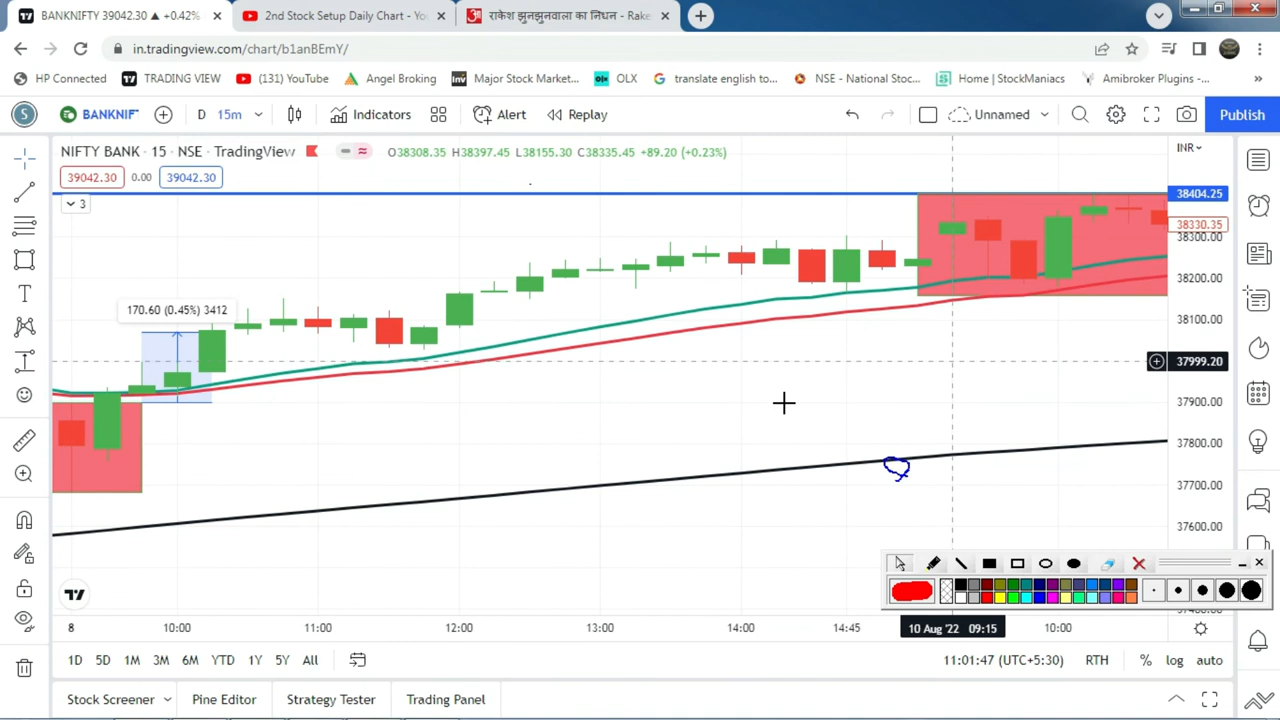 BANKNIFTY 39042.30 ▲ +0.42%
2nd Stock Setup Daily Chart - You
राकेश झुनझुनवाला का निधन - Rake
in.tradingview.com/chart/b1anBEmY/
HP Connected
TRADING VIEW
(131) YouTube
Angel Broking
Major Stock Market...
OLX
translate english to...
NSE - National Stoc...
Home | StockManiacs
Amibroker Plugins -...
»
S
BANKNIF
D
15m
Indicators
Alert
Replay
Unnamed
Publish
NIFTY BANK · 15 · NSE · TradingView
O38308.35 H38397.45 L38155.30 C38335.45 +89.20 (+0.23%)
INR
39042.30
0.00
39042.30
3
38404.25
38330.35
38300.00
38200.00
170.60 (0.45%) 3412
38100.00
37999.20
37900.00
37800.00
37700.00
37600.00
8
10:00
11:00
12:00
13:00
14:00
14:45
10 Aug '22 09:15
10:00
1D
5D
1M
3M
6M
YTD
1Y
5Y
All
11:01:47 (UTC+5:30)
RTH
%
log
auto
Stock Screener
Pine Editor
Strategy Tester
Trading Panel